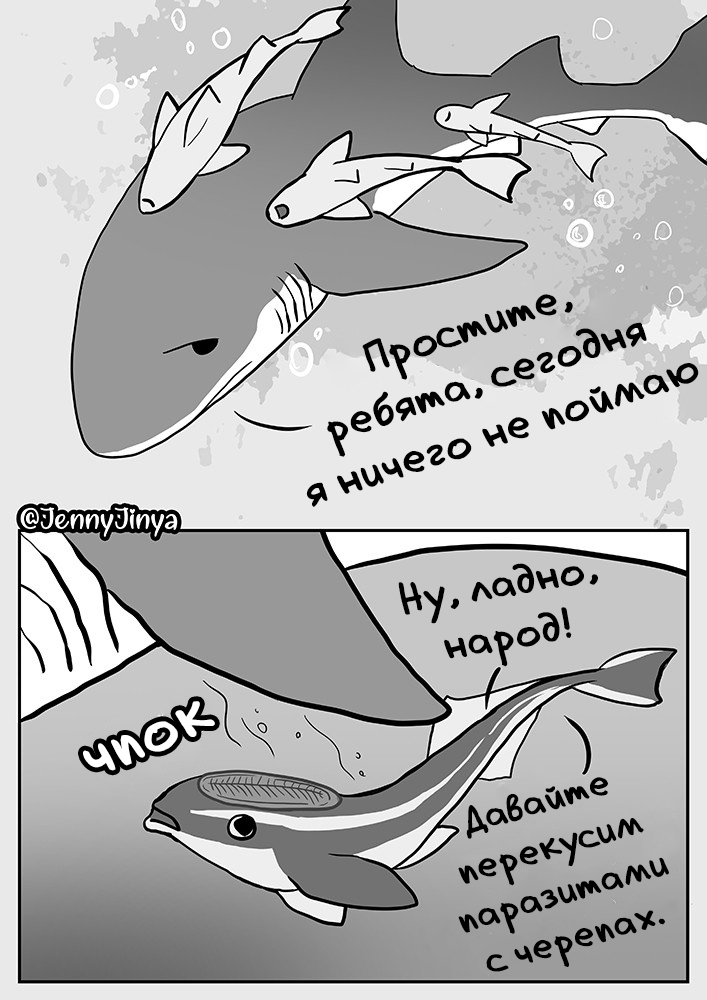 Простите,
ребята, сегодня
я ничего не поймаю
@JennyJinya
Ну, ладно,
народ!
чпок
Давайте
перекусим
паразитами
с черепах.